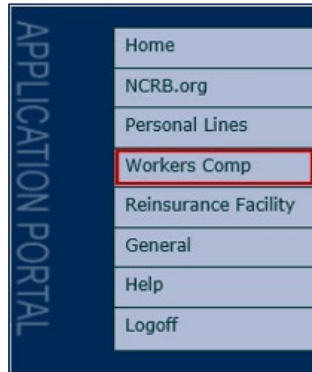 APPLICATION PORTAL
Home
NCRB.org
Personal Lines
Workers Comp
Reinsurance Facility
General
Help
Logoff